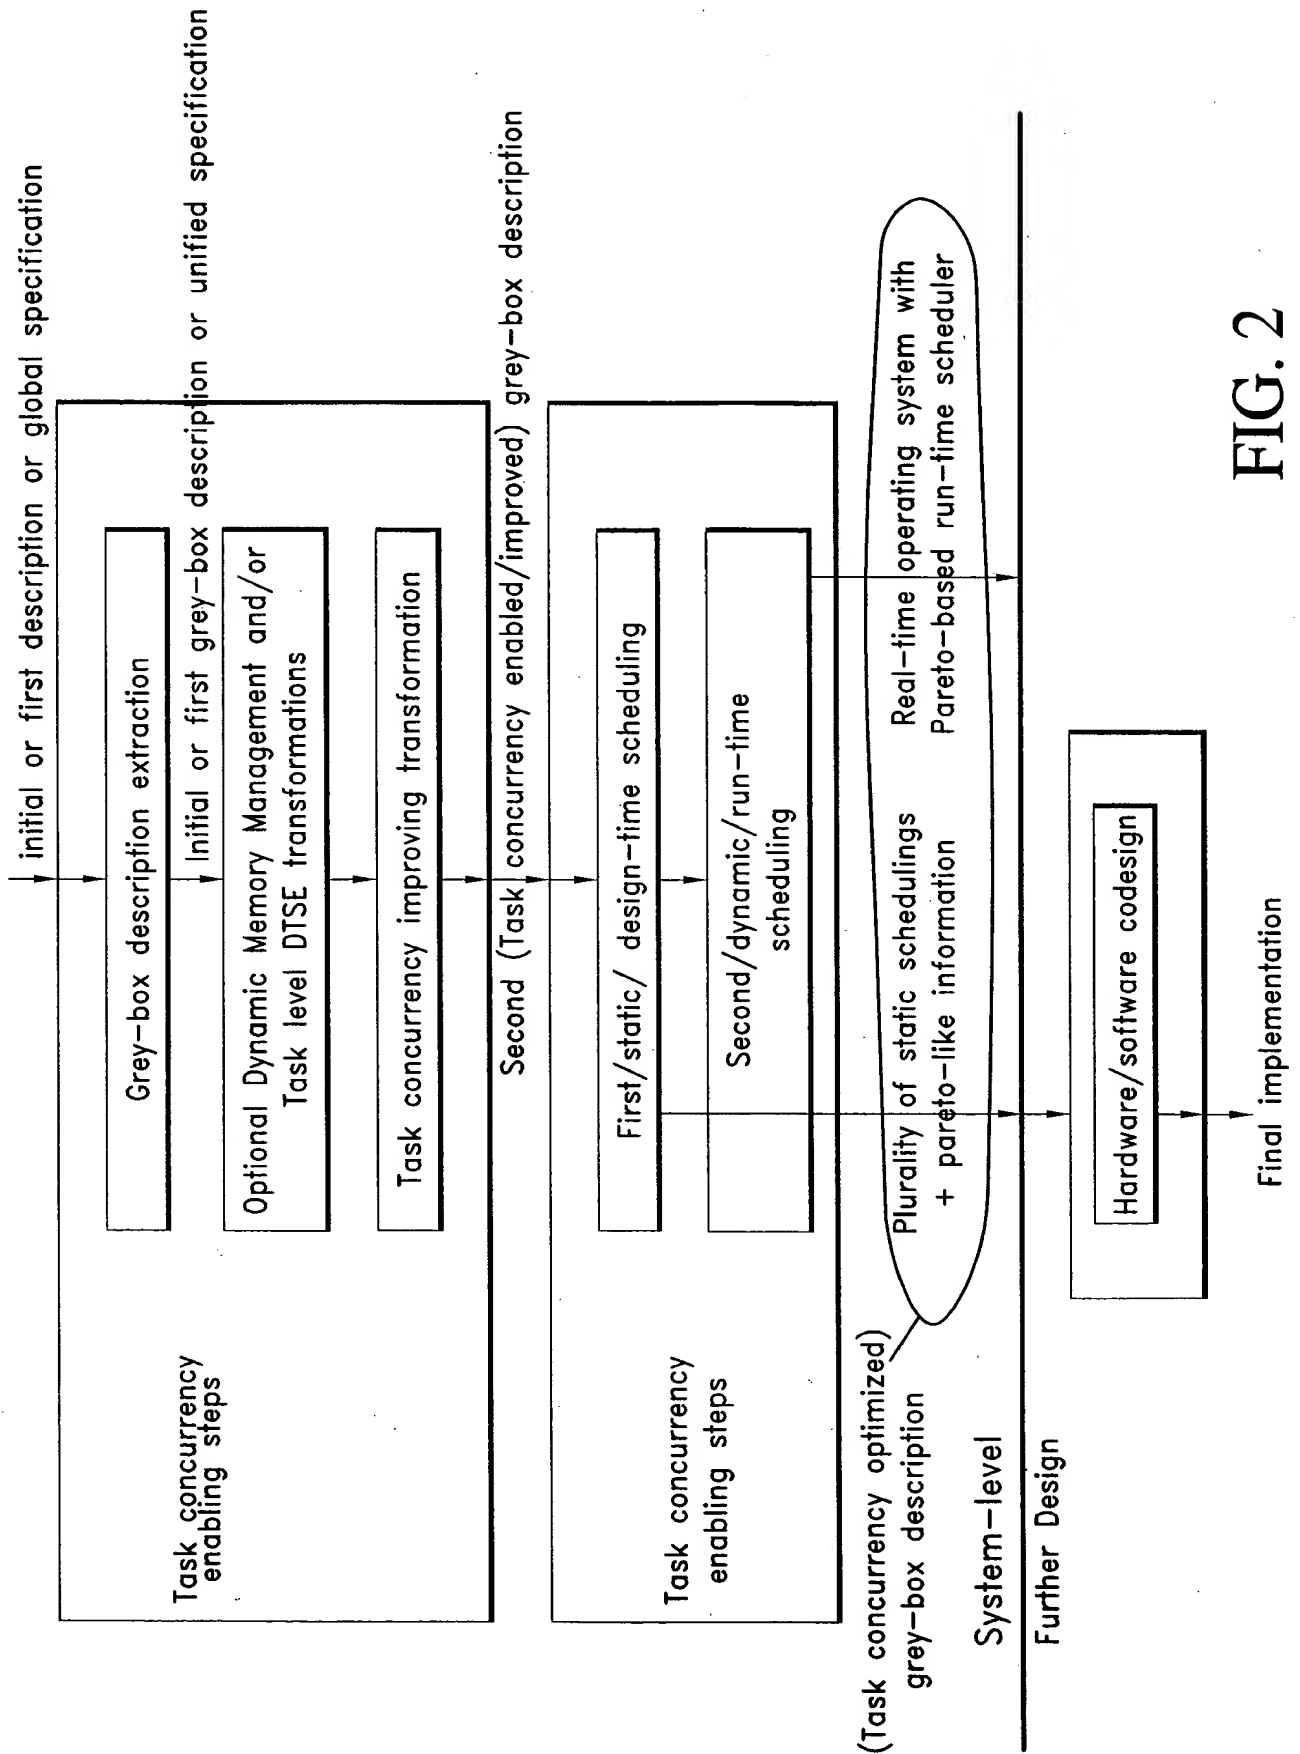 initial or first description or global specification
Grey-box description extraction
Initial or first grey-box description or unified specification
Optional Dynamic Memory Management and/or
Task level DTSE transformations
Task concurrency improving transformation
Task concurrency
enabling steps
Second (Task concurrency enabled/improved) grey-box description
First/static/ design-time scheduling
Second/dynamic/run-time
scheduling
Task concurrency
enabling steps
(Task concurrency optimized)
grey-box description
Plurality of static schedulings
+ pareto-like information
Real-time operating system with
Pareto-based run-time scheduler
System-level
Further Design
Hardware/software codesign
Final implementation
FIG. 2